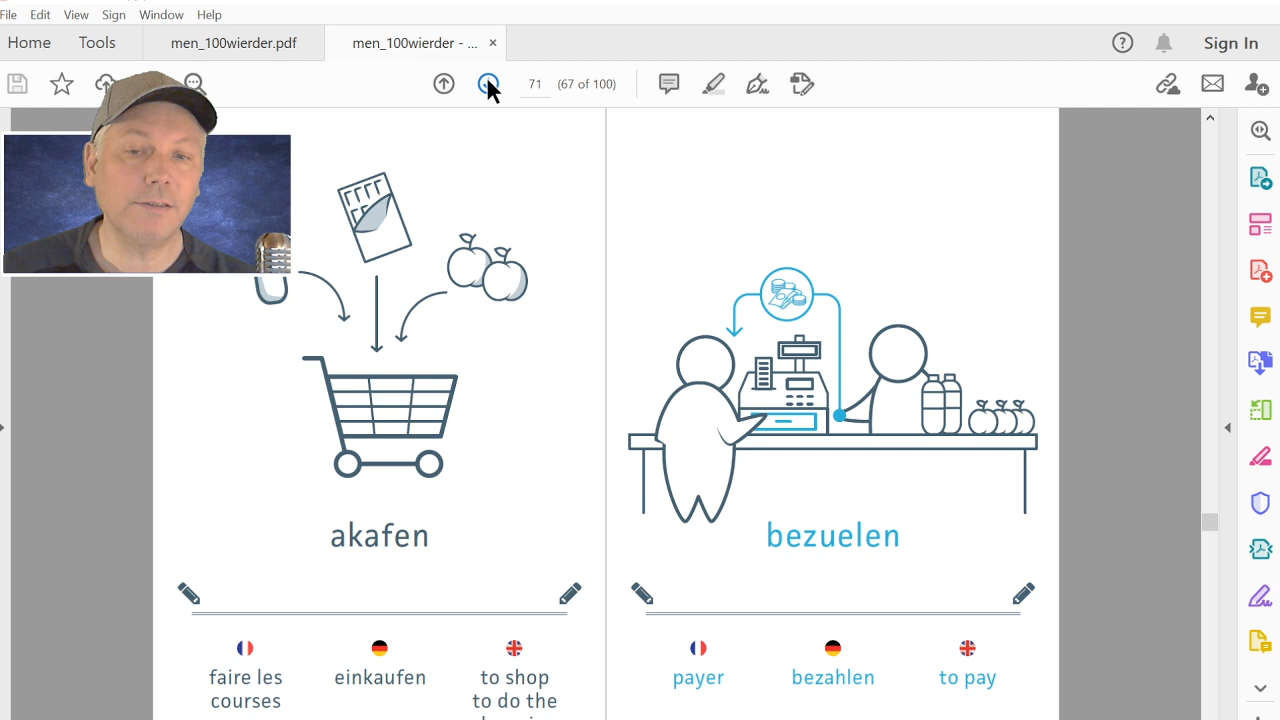 File Edit View Sign Window Help
Home Tools men_100wierder.pdf men_100wierder - ... × Sign In
71 (67 of 100)
akafen
bezuelen
faire les
courses
einkaufen
to shop
to do the
payer
bezahlen
to pay